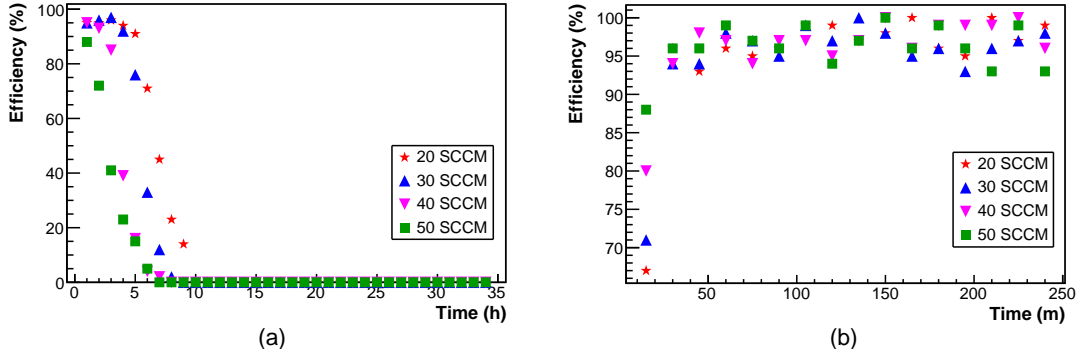 Efficiency (%)
100
80
60
40
20
0
0 5 10 15 20 25 30 35
Time (h)
20 SCCM
30 SCCM
40 SCCM
50 SCCM
(a)
Efficiency (%)
100
95
90
85
80
75
70
50 100 150 200 250
Time (m)
20 SCCM
30 SCCM
40 SCCM
50 SCCM
(b)